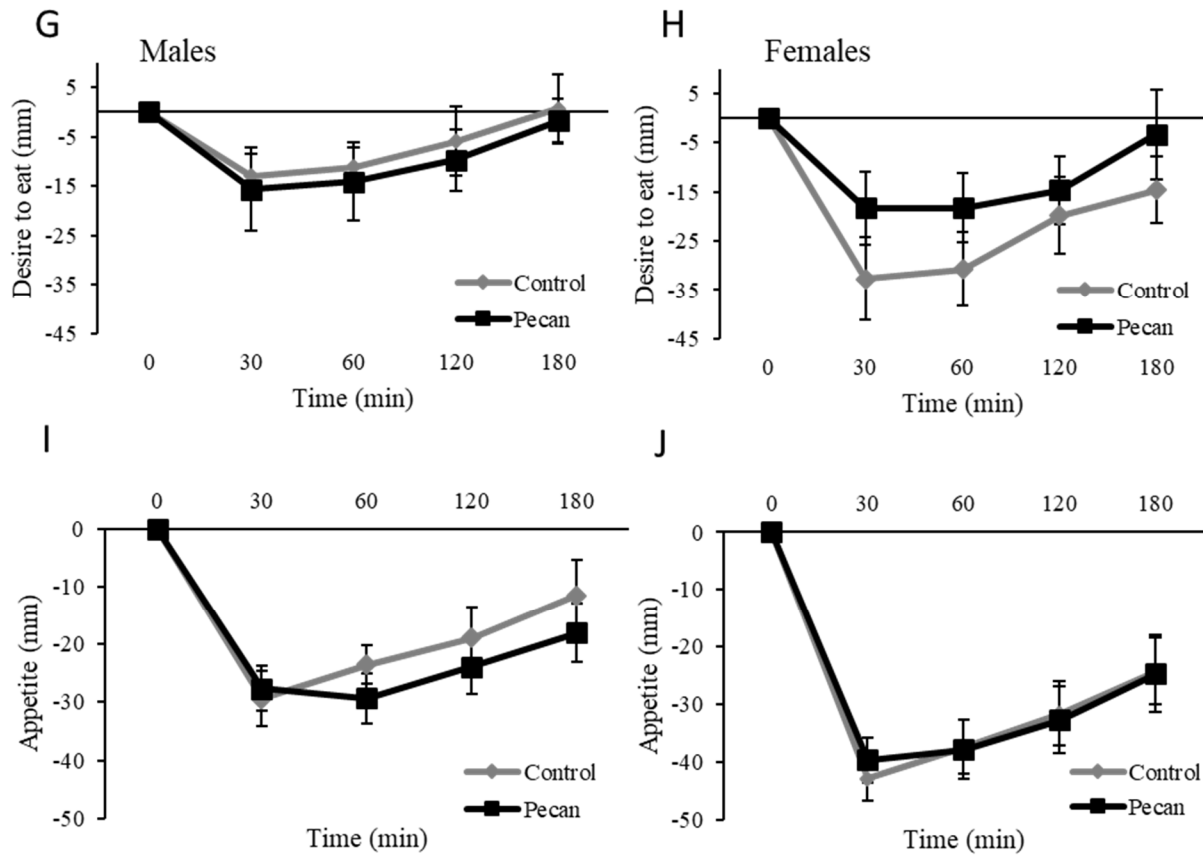 G
Males
Desire to eat (mm)
5
-5
-15
-25
-35
-45
Control
Pecan
0 30 60 120 180
Time (min)
H
Females
Desire to eat (mm)
5
-5
-15
-25
-35
-45
Control
Pecan
0 30 60 120 180
Time (min)
I
0 30 60 120 180
Appetite (mm)
0
-10
-20
-30
-40
-50
Control
Pecan
Time (min)
J
0 30 60 120 180
Appetite (mm)
0
-10
-20
-30
-40
-50
Control
Pecan
Time (min)